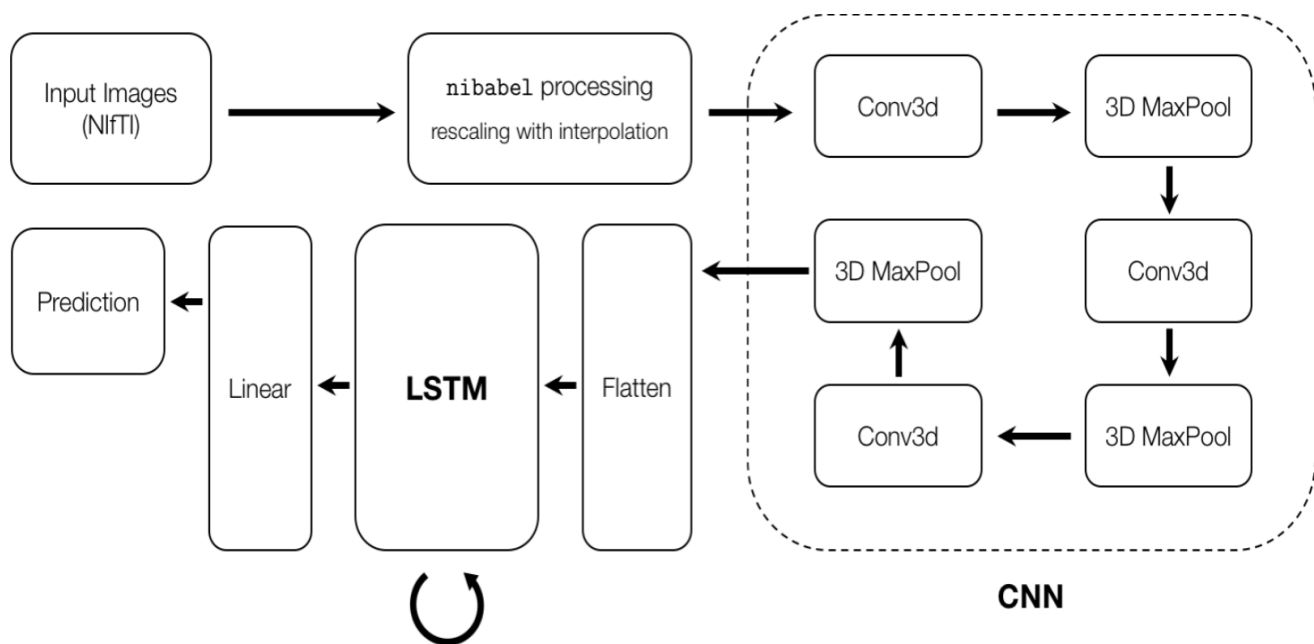 Input Images
(NIfTI)
nibabel processing
rescaling with interpolation
Conv3d
3D MaxPool
Conv3d
3D MaxPool
Conv3d
3D MaxPool
Flatten
LSTM
Linear
Prediction
CNN